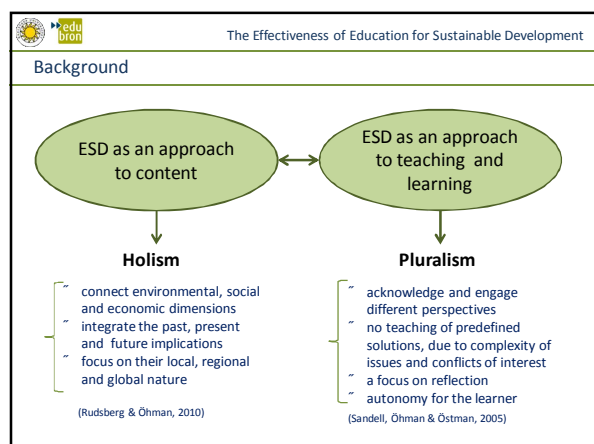 edu
bron
The Effectiveness of Education for Sustainable Development
Background
ESD as an approach
to content
ESD as an approach
to teaching and
learning
Holism
˝ connect environmental, social
and economic dimensions
˝ integrate the past, present
and future implications
˝ focus on their local, regional
and global nature
(Rudsberg & Öhman, 2010)
Pluralism
˝ acknowledge and engage
different perspectives
˝ no teaching of predefined
solutions, due to complexity of
issues and conflicts of interest
˝ a focus on reflection
˝ autonomy for the learner
(Sandell, Öhman & Östman, 2005)